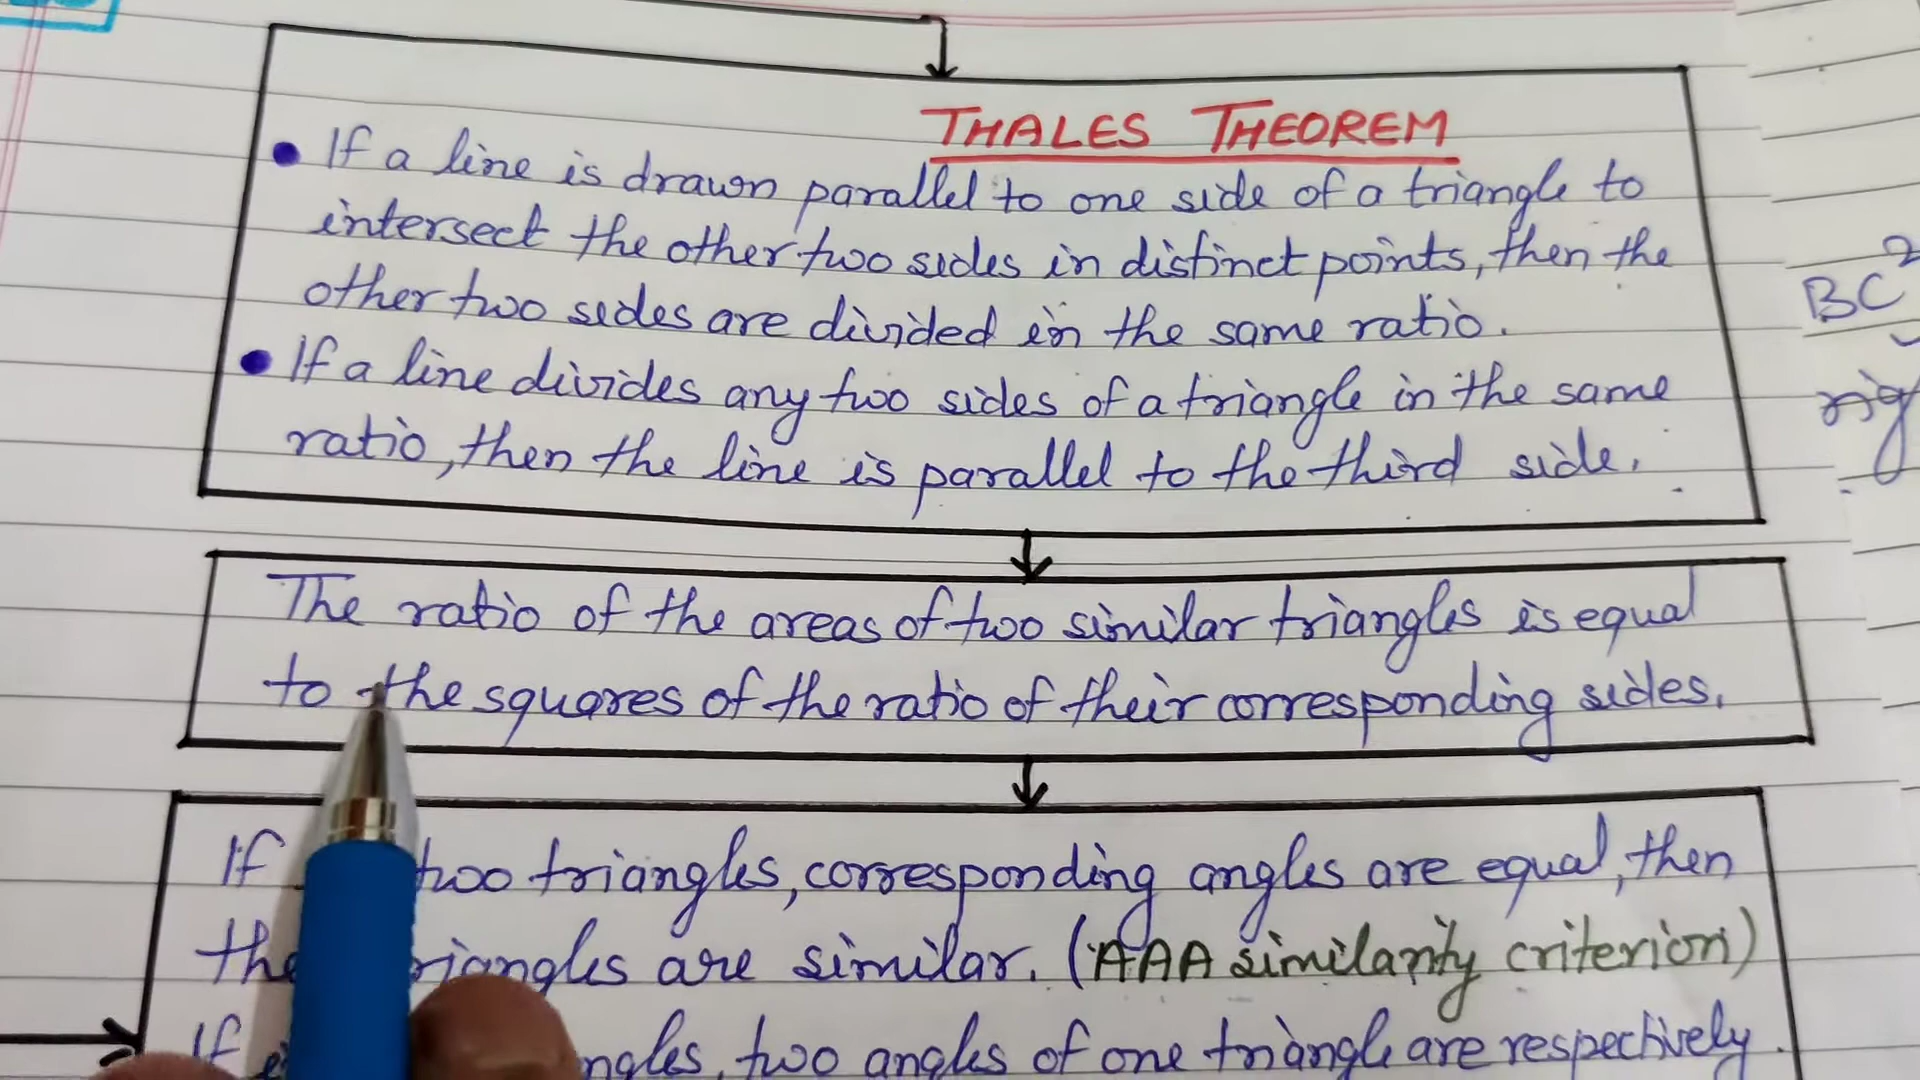 THALES THEOREM
• If a line is drawn parallel to one side of a triangle to
intersect the other two sides in distinct points, then the
other two sides are divided in the same ratio.
• If a line divides any two sides of a triangle in the same
ratio, then the line is parallel to the third side.
The ratio of the areas of two similar triangles is equal
to the squares of the ratio of their corresponding sides.
If two triangles, corresponding angles are equal, then
triangles are similar. (AAA similarity criterion)
If two angles of one triangle are respectively
BC²